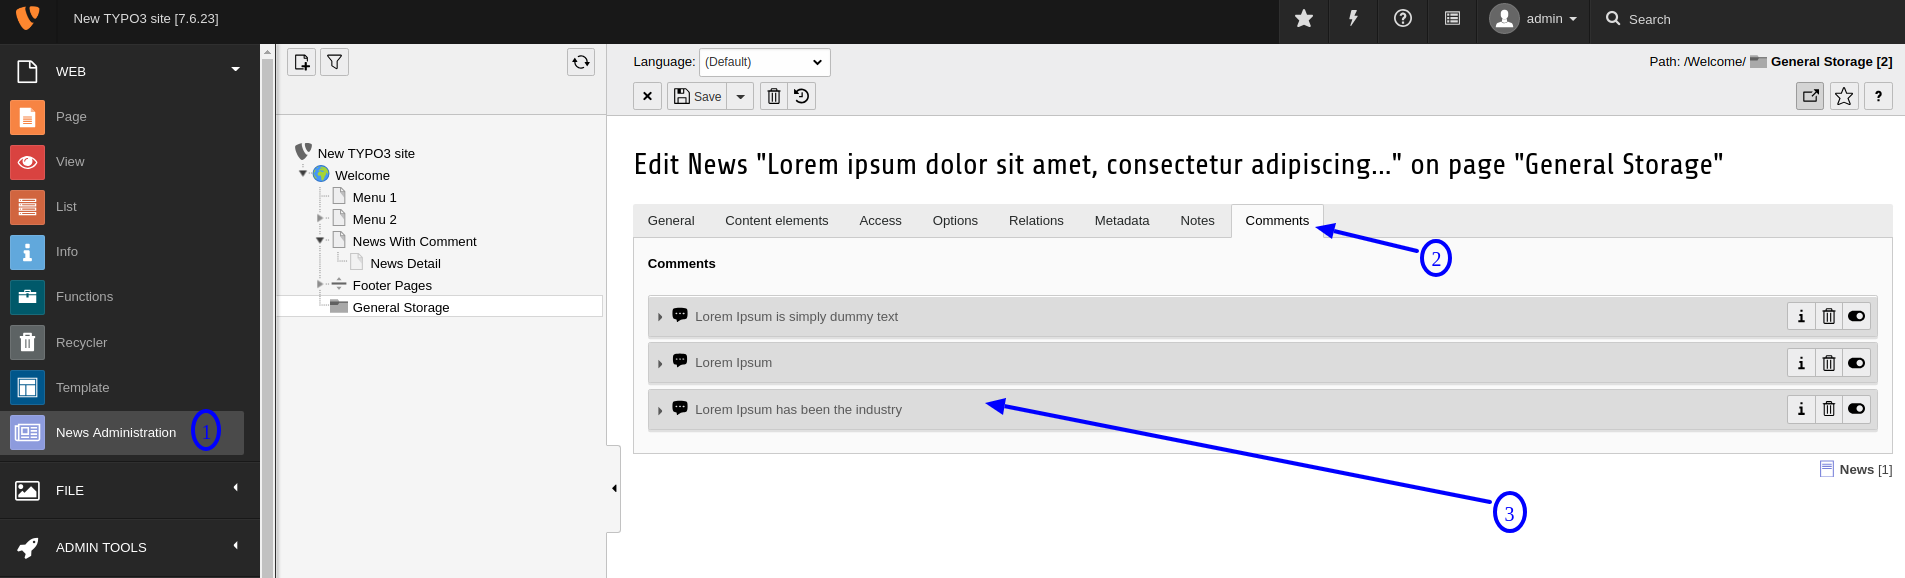 New TYPO3 site [7.6.23]
admin
Search
WEB
Page
View
List
Info
Functions
Recycler
Template
News Administration
1
FILE
ADMIN TOOLS
New TYPO3 site
Welcome
Menu 1
Menu 2
News With Comment
News Detail
Footer Pages
General Storage
Language: (Default)
Path: /Welcome/ General Storage [2]
Save
?
Edit News "Lorem ipsum dolor sit amet, consectetur adipiscing..." on page "General Storage"
General Content elements Access Options Relations Metadata Notes Comments
2
Comments
Lorem Ipsum is simply dummy text
Lorem Ipsum
Lorem Ipsum has been the industry
News [1]
3